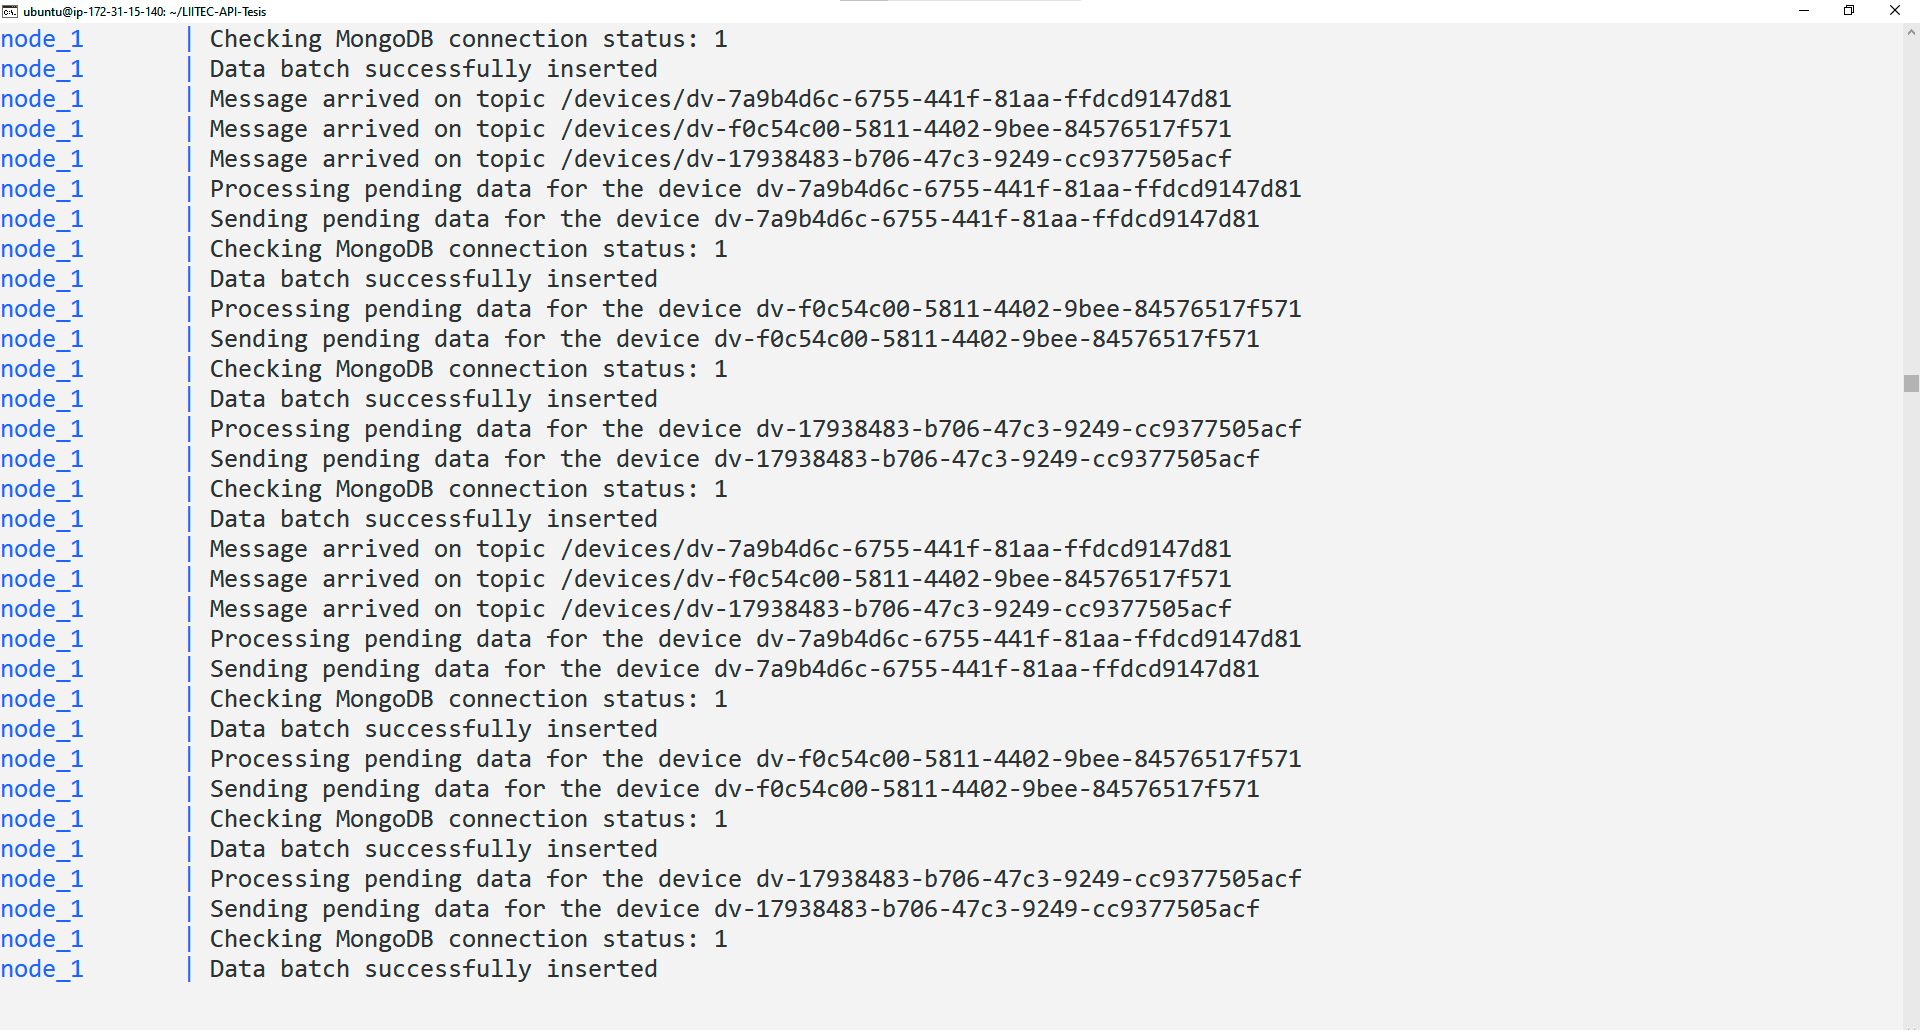 ubuntu@ip-172-31-15-140: ~/LIITEC-API-Tesis
node_1 | Checking MongoDB connection status: 1
node_1 | Data batch successfully inserted
node_1 | Message arrived on topic /devices/dv-7a9b4d6c-6755-441f-81aa-ffdcd9147d81
node_1 | Message arrived on topic /devices/dv-f0c54c00-5811-4402-9bee-84576517f571
node_1 | Message arrived on topic /devices/dv-17938483-b706-47c3-9249-cc9377505acf
node_1 | Processing pending data for the device dv-7a9b4d6c-6755-441f-81aa-ffdcd9147d81
node_1 | Sending pending data for the device dv-7a9b4d6c-6755-441f-81aa-ffdcd9147d81
node_1 | Checking MongoDB connection status: 1
node_1 | Data batch successfully inserted
node_1 | Processing pending data for the device dv-f0c54c00-5811-4402-9bee-84576517f571
node_1 | Sending pending data for the device dv-f0c54c00-5811-4402-9bee-84576517f571
node_1 | Checking MongoDB connection status: 1
node_1 | Data batch successfully inserted
node_1 | Processing pending data for the device dv-17938483-b706-47c3-9249-cc9377505acf
node_1 | Sending pending data for the device dv-17938483-b706-47c3-9249-cc9377505acf
node_1 | Checking MongoDB connection status: 1
node_1 | Data batch successfully inserted
node_1 | Message arrived on topic /devices/dv-7a9b4d6c-6755-441f-81aa-ffdcd9147d81
node_1 | Message arrived on topic /devices/dv-f0c54c00-5811-4402-9bee-84576517f571
node_1 | Message arrived on topic /devices/dv-17938483-b706-47c3-9249-cc9377505acf
node_1 | Processing pending data for the device dv-7a9b4d6c-6755-441f-81aa-ffdcd9147d81
node_1 | Sending pending data for the device dv-7a9b4d6c-6755-441f-81aa-ffdcd9147d81
node_1 | Checking MongoDB connection status: 1
node_1 | Data batch successfully inserted
node_1 | Processing pending data for the device dv-f0c54c00-5811-4402-9bee-84576517f571
node_1 | Sending pending data for the device dv-f0c54c00-5811-4402-9bee-84576517f571
node_1 | Checking MongoDB connection status: 1
node_1 | Data batch successfully inserted
node_1 | Processing pending data for the device dv-17938483-b706-47c3-9249-cc9377505acf
node_1 | Sending pending data for the device dv-17938483-b706-47c3-9249-cc9377505acf
node_1 | Checking MongoDB connection status: 1
node_1 | Data batch successfully inserted